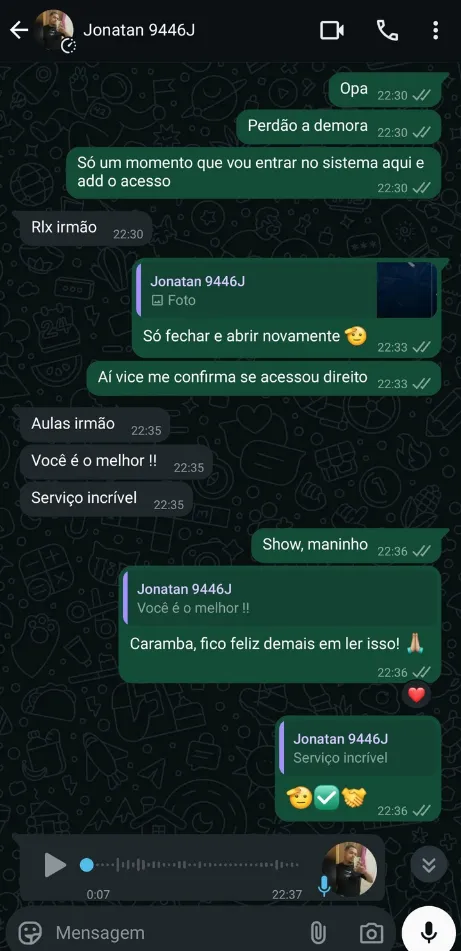 Jonatan 9446J
Opa 22:30
Perdão a demora 22:30
Só um momento que vou entrar no sistema aqui e
add o acesso
22:30
Rlx irmão 22:30
Jonatan 9446J
Foto
Só fechar e abrir novamente 🫡 22:33
Aí vice me confirma se acessou direito 22:33
Aulas irmão 22:35
Você é o melhor !! 22:35
Serviço incrível 22:35
Show, maninho 22:36
Jonatan 9446J
Você é o melhor !!
Caramba, fico feliz demais em ler isso! 🙏🏼
22:36
❤️
Jonatan 9446J
Serviço incrível
🫡✅🤝 22:36
0:07 22:37
Mensagem